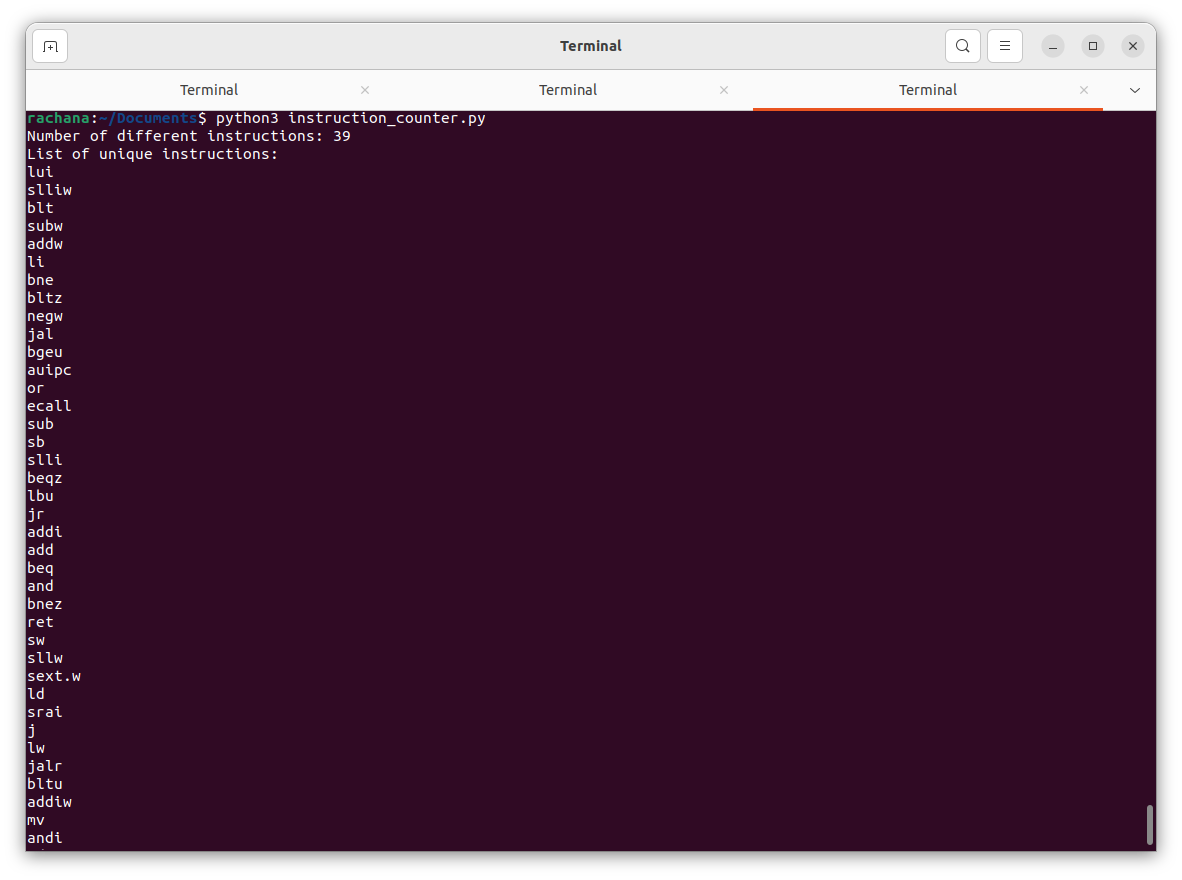 Terminal
Terminal Terminal Terminal
rachana:~/Documents$ python3 instruction_counter.py
Number of different instructions: 39
List of unique instructions:
lui
slliw
blt
subw
addw
li
bne
bltz
negw
jal
bgeu
auipc
or
ecall
sub
sb
slli
beqz
lbu
jr
addi
add
beq
and
bnez
ret
sw
sllw
sext.w
ld
srai
j
lw
jalr
bltu
addiw
mv
andi